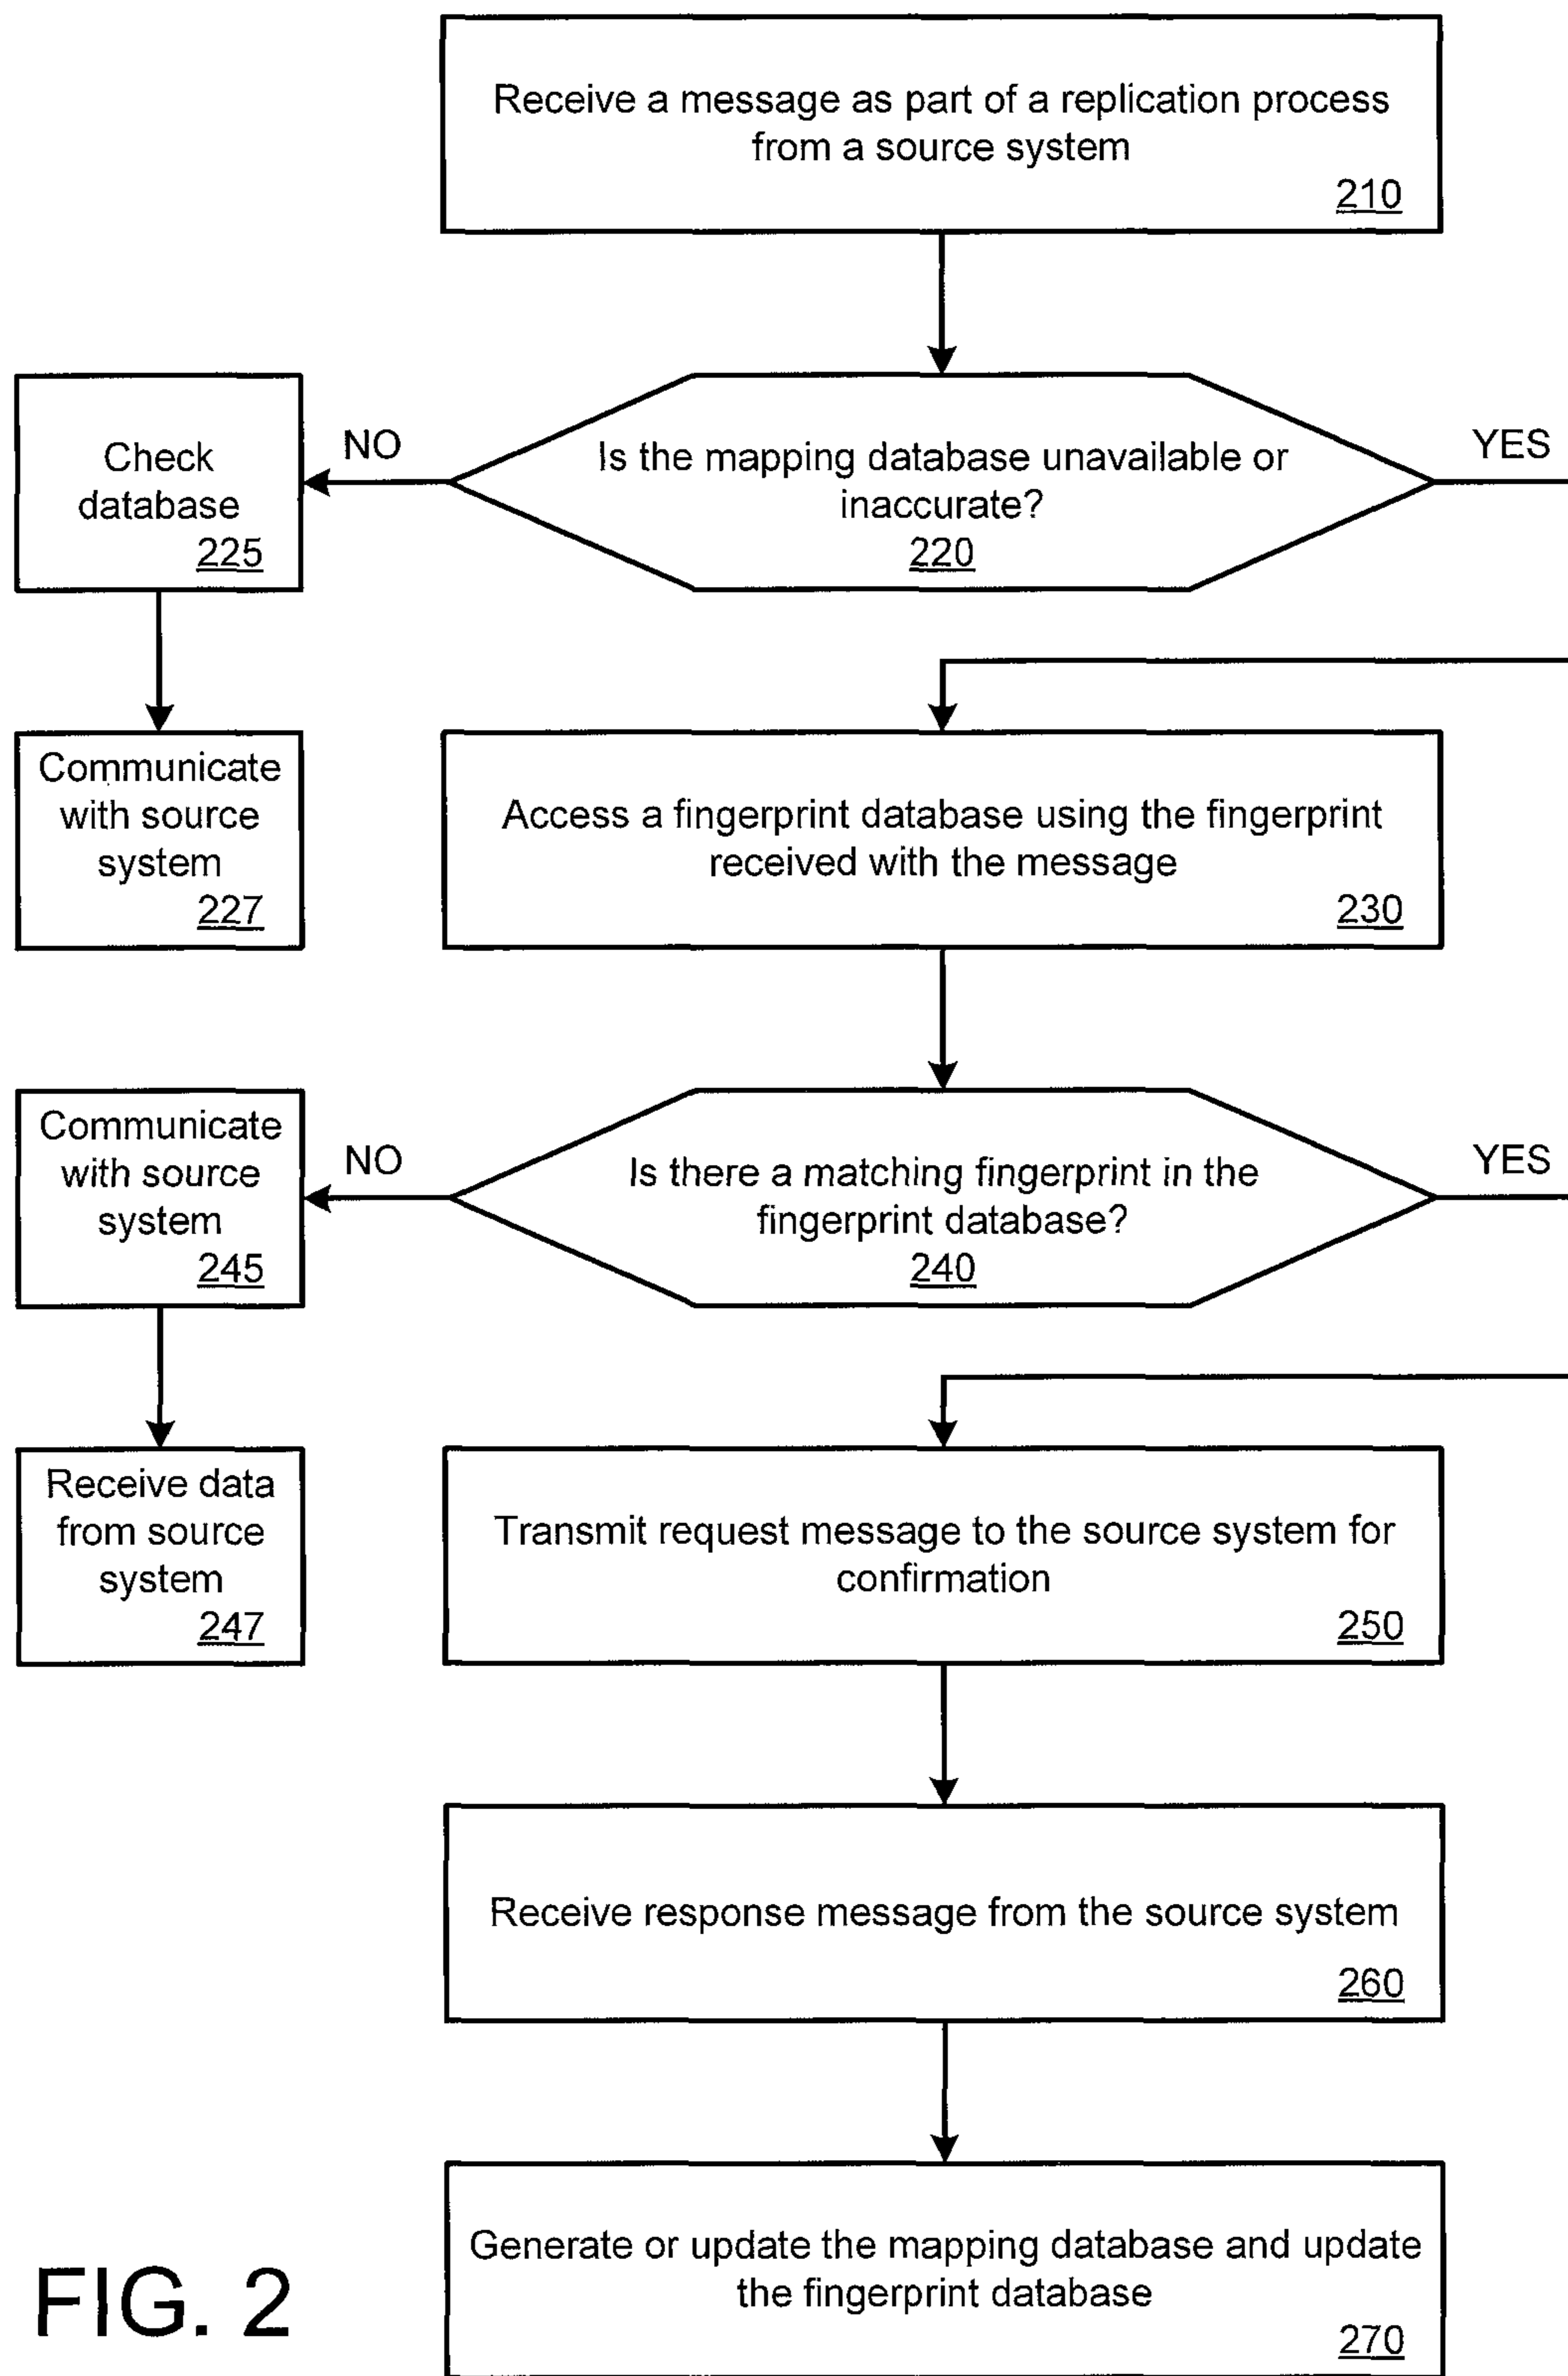 Receive a message as part of a replication process
from a source system
210
Is the mapping database unavailable or
inaccurate?
220
NO
YES
Check
database
225
Communicate
with source
system
227
Access a fingerprint database using the fingerprint
received with the message
230
Is there a matching fingerprint in the
fingerprint database?
240
NO
YES
Communicate
with source
system
245
Receive data
from source
system
247
Transmit request message to the source system for
confirmation
250
Receive response message from the source system
260
Generate or update the mapping database and update
the fingerprint database
270
FIG. 2